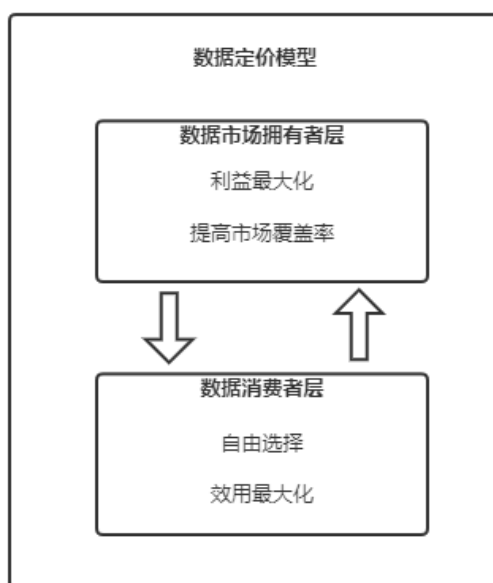 数据定价模型
数据市场拥有者层
利益最大化
提高市场覆盖率
数据消费者层
自由选择
效用最大化